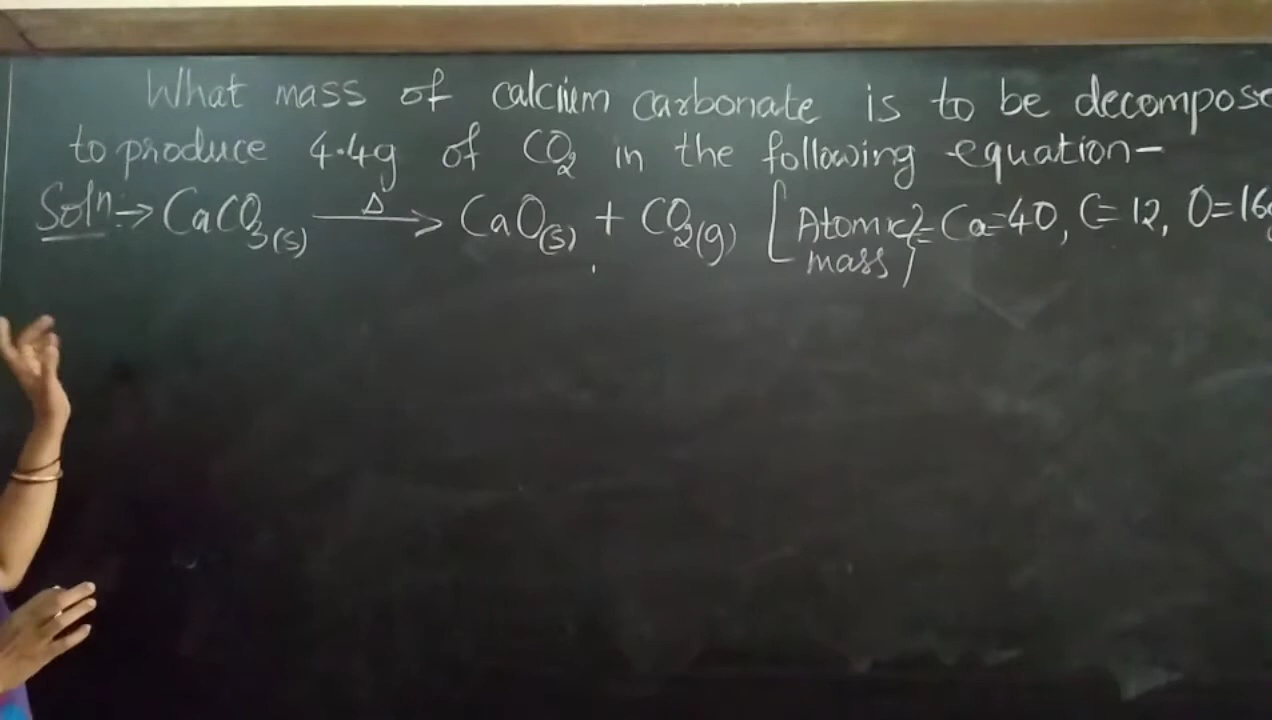 What mass of calcium carbonate is to be decompose
to produce 4.4g of CO₂ in the following equation-
Soln:-> CaCO₃(s) —Δ—> CaO(s) + CO₂(g) [Atomic mass} = Ca=40, C=12, O=16g